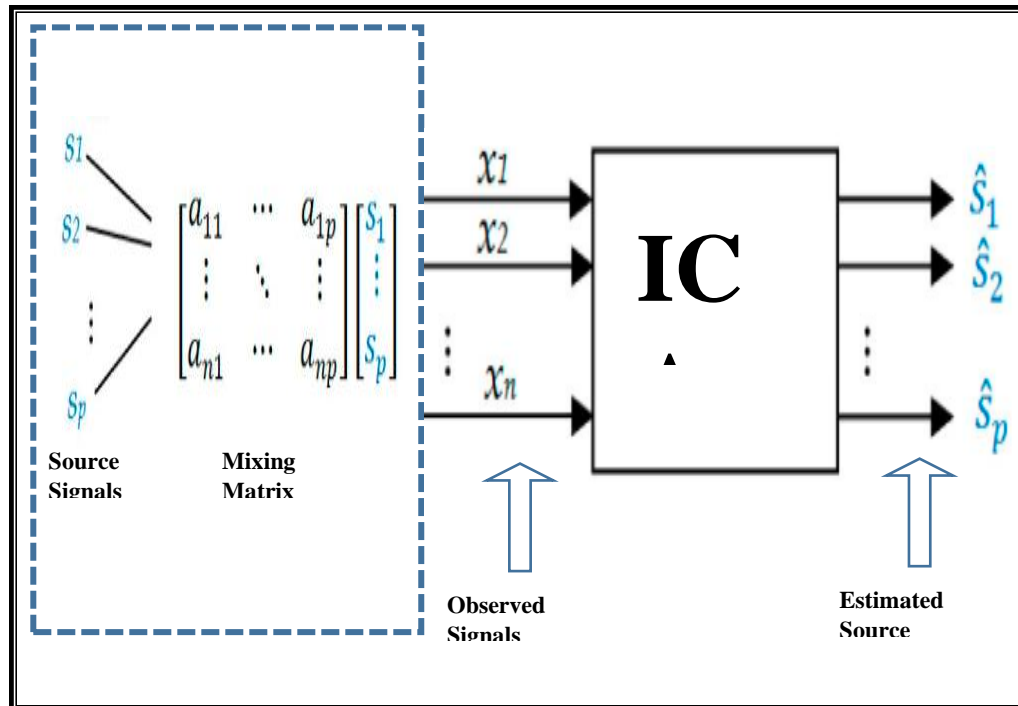 S1
S2
⋮
Sp
[a11 ⋯ a1p] [s1]
[⋮ ⋱ ⋮] [⋮]
[an1 ⋯ anp] [sp]
Source
Signals
Mixing
Matrix
x1
x2
⋮
xn
Observed
Signals
IC
ŝ1
ŝ2
⋮
ŝp
Estimated
Source